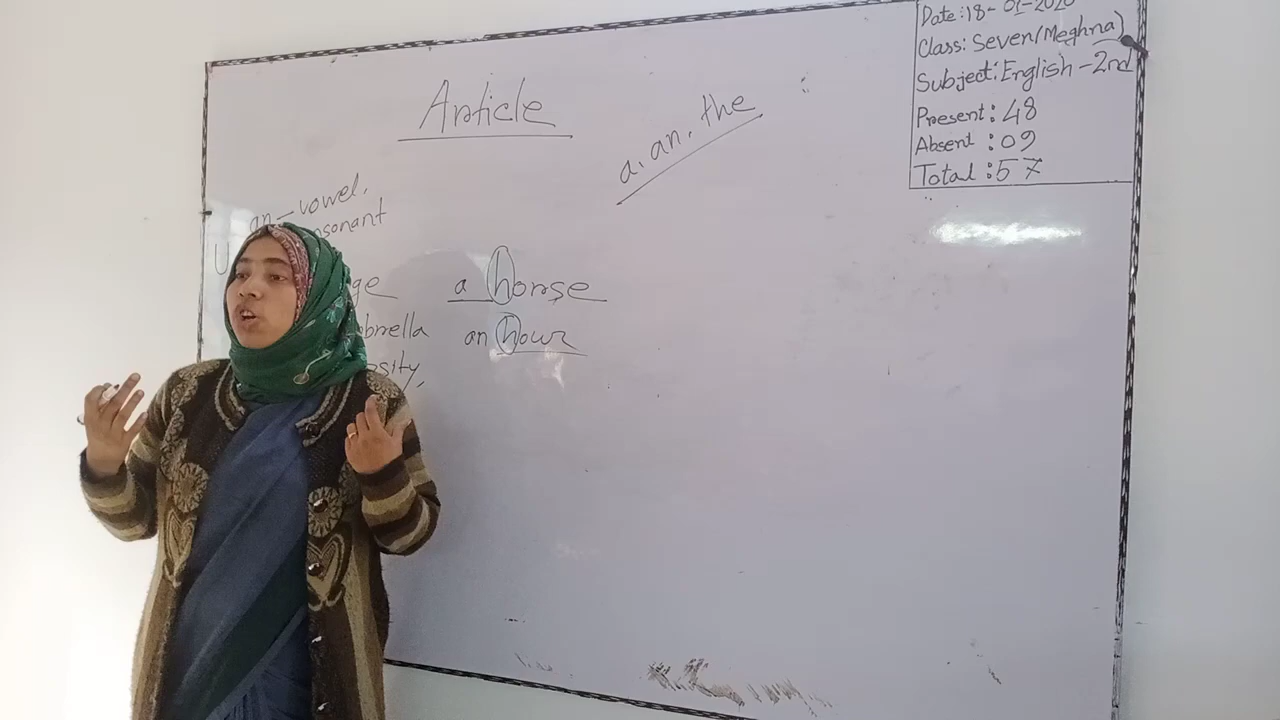 Article
a, an, the
Date: 18-01-2020
Class: Seven (Meghna)
Subject: English-2nd
Present: 48
Absent: 09
Total: 57
an-vowel,
a horse
an hour